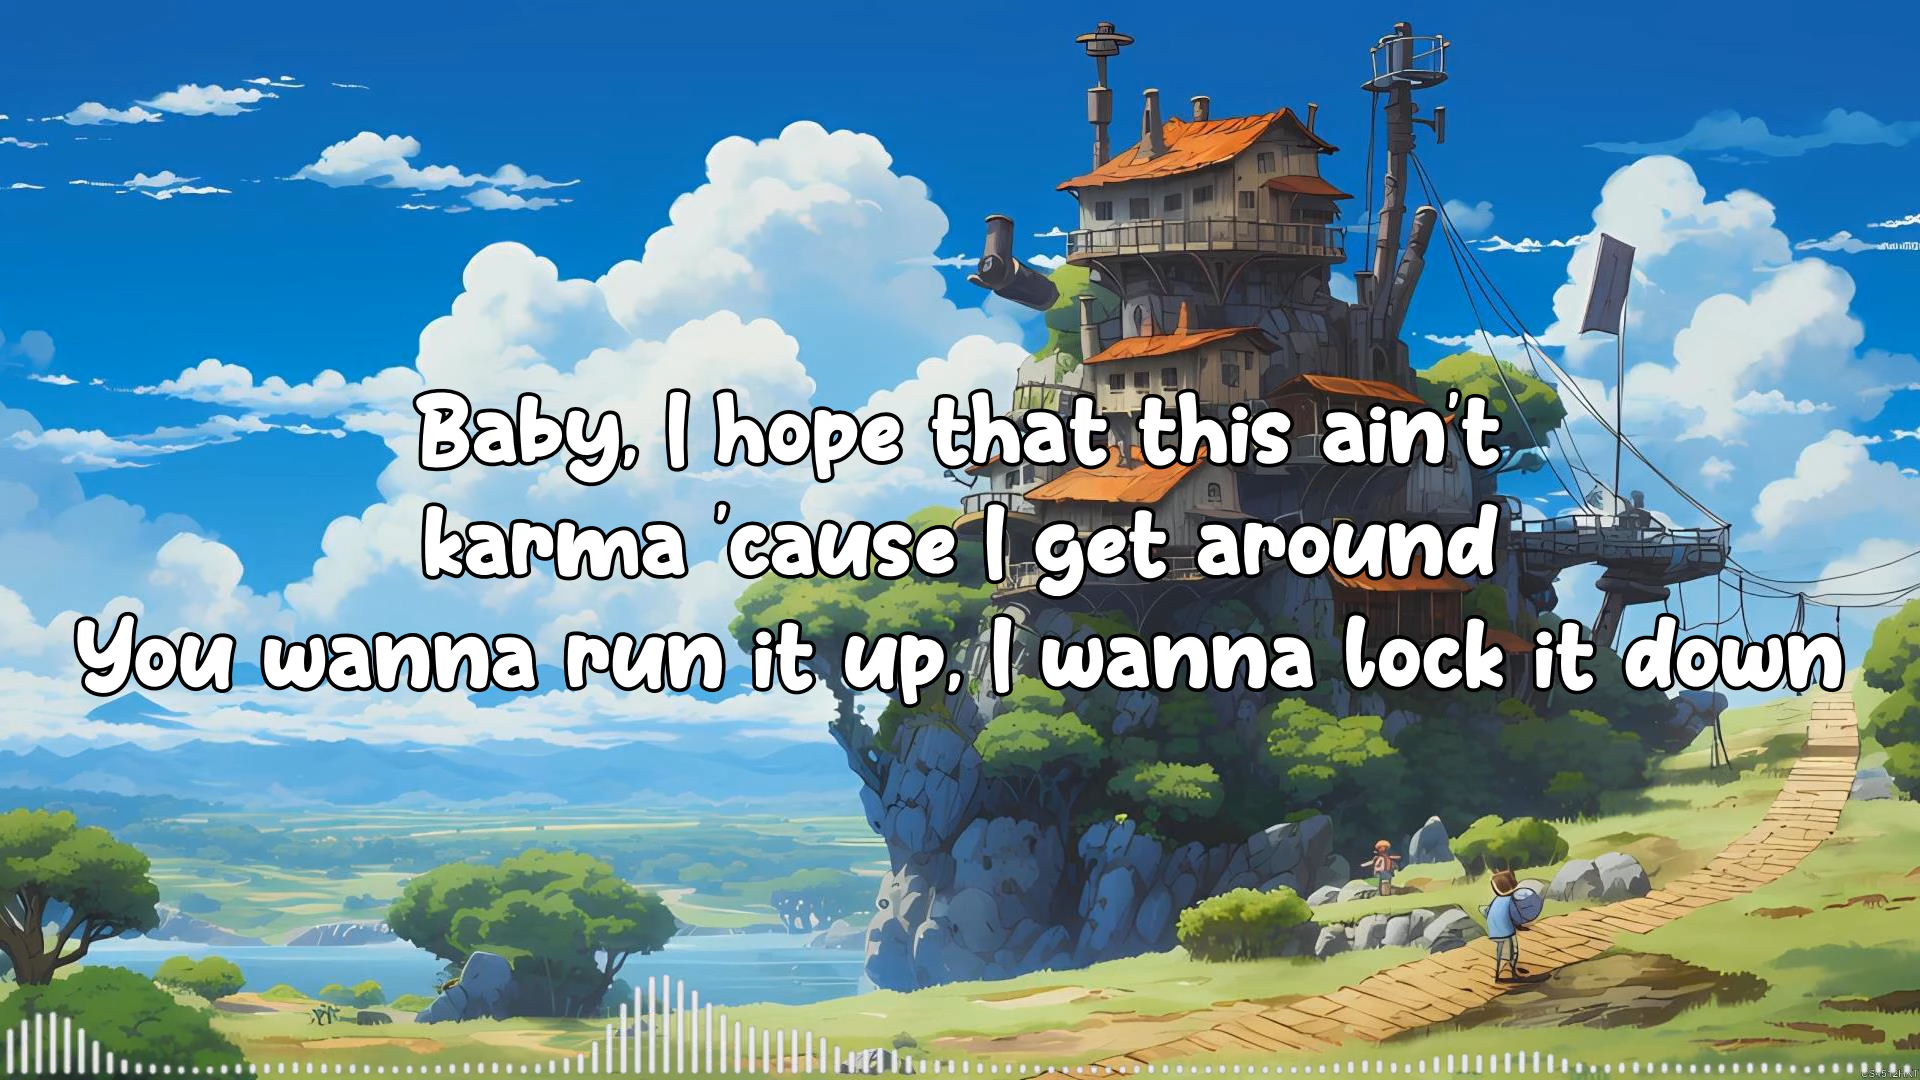 Baby, I hope that this ain't
karma 'cause I get around
You wanna run it up, I wanna lock it down